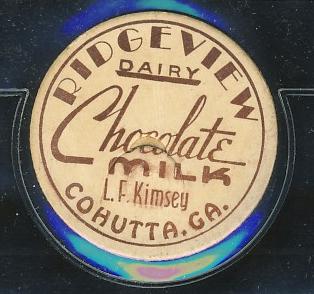 RIDGEVIEW
DAIRY
Chocolate
MILK
L.F. Kimsey
COHUTTA, GA.